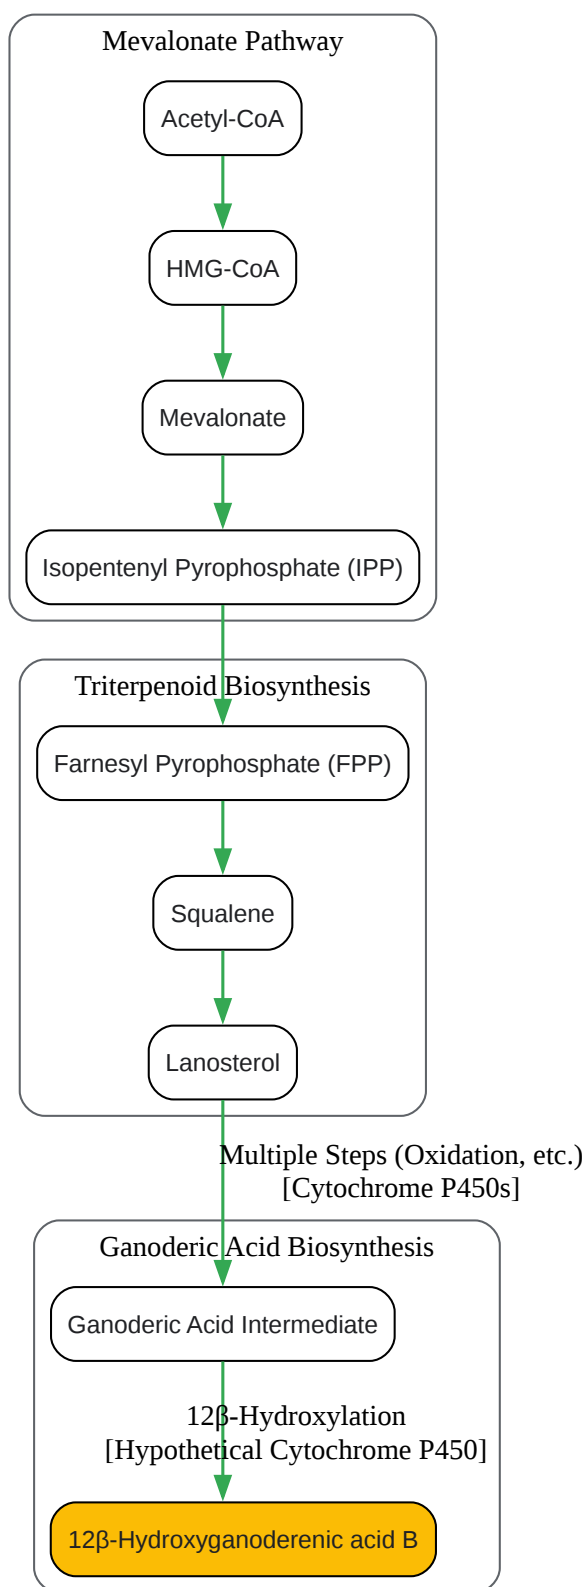 Mevalonate Pathway
Acetyl-CoA
HMG-CoA
Mevalonate
Isopentenyl Pyrophosphate (IPP)
Triterpenoid Biosynthesis
Farnesyl Pyrophosphate (FPP)
Squalene
Lanosterol
Multiple Steps (Oxidation, etc.)
[Cytochrome P450s]
Ganoderic Acid Biosynthesis
Ganoderic Acid Intermediate
12β-Hydroxylation
[Hypothetical Cytochrome P450]
12β-Hydroxyganoderenic acid B